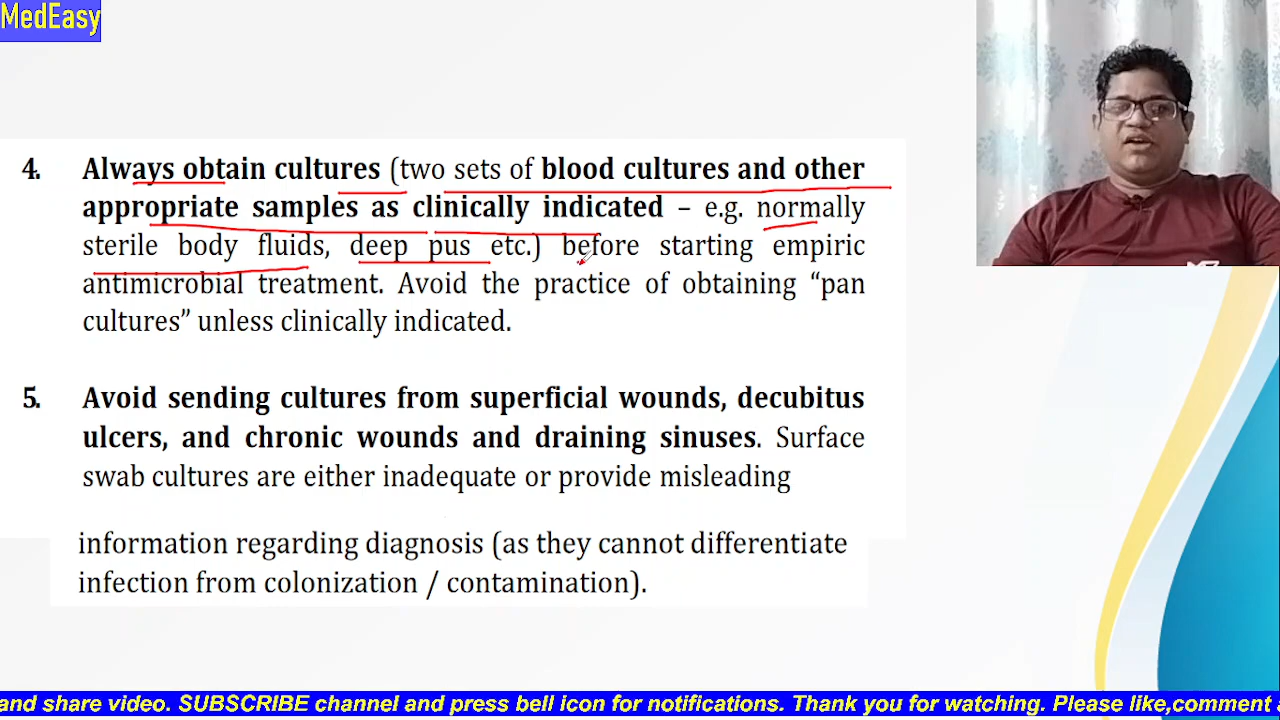 MedEasy
4. Always obtain cultures (two sets of blood cultures and other
appropriate samples as clinically indicated – e.g. normally
sterile body fluids, deep pus etc.) before starting empiric
antimicrobial treatment. Avoid the practice of obtaining “pan
cultures” unless clinically indicated.
5. Avoid sending cultures from superficial wounds, decubitus
ulcers, and chronic wounds and draining sinuses. Surface
swab cultures are either inadequate or provide misleading
information regarding diagnosis (as they cannot differentiate
infection from colonization / contamination).
and share video. SUBSCRIBE channel and press bell icon for notifications. Thank you for watching. Please like,comment